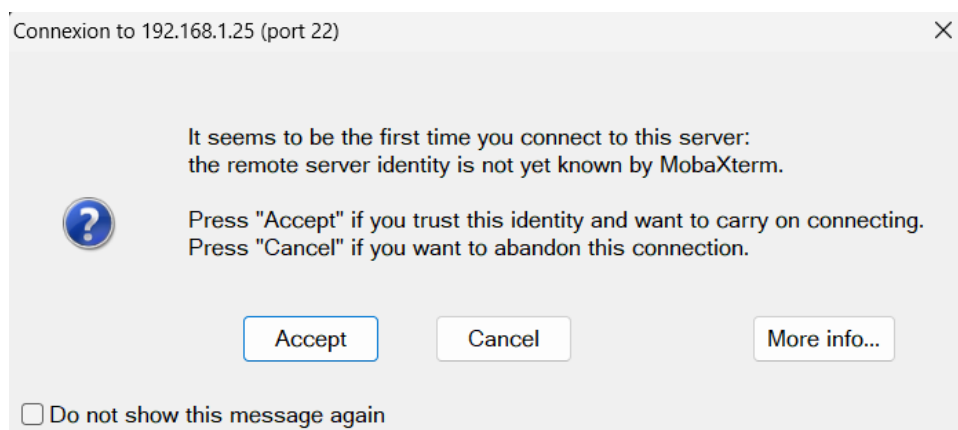 Connexion to 192.168.1.25 (port 22)
It seems to be the first time you connect to this server:
the remote server identity is not yet known by MobaXterm.
Press "Accept" if you trust this identity and want to carry on connecting.
Press "Cancel" if you want to abandon this connection.
Accept Cancel More info...
Do not show this message again